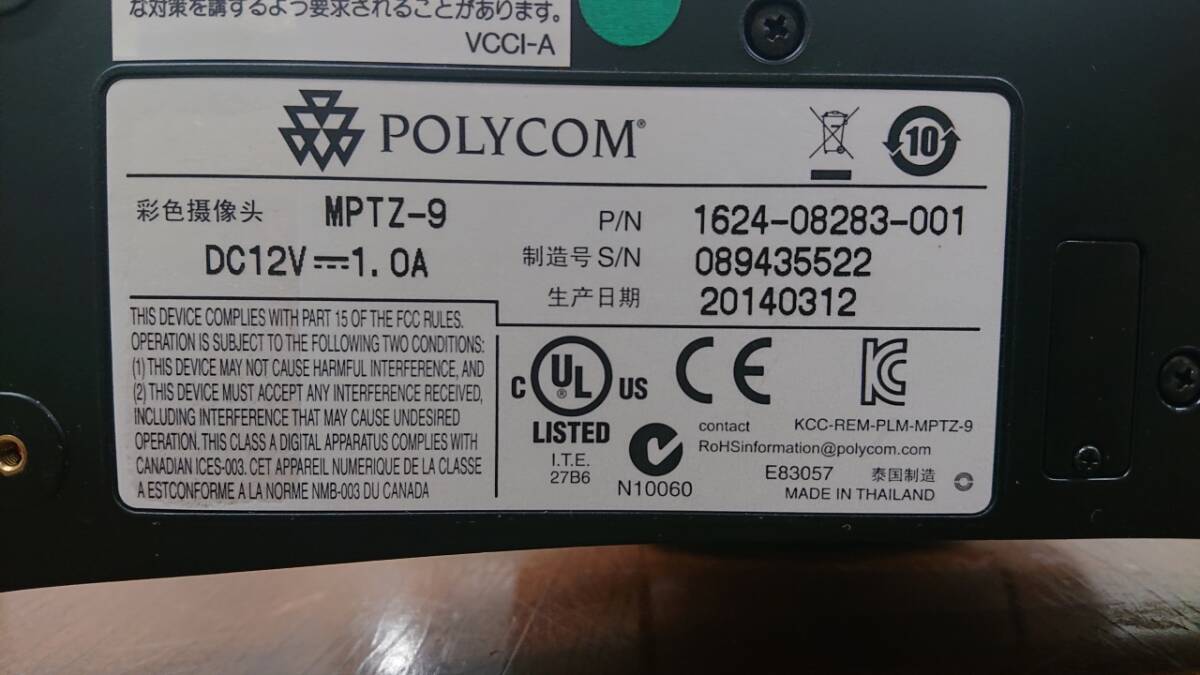 な対策を講するよう要求されることがあります。
VCCI-A
POLYCOM®
10
彩色摄像头 MPTZ-9
DC12V⎓1.0A
P/N 1624-08283-001
制造号 S/N 089435522
生产日期 20140312
THIS DEVICE COMPLIES WITH PART 15 OF THE FCC RULES.
OPERATION IS SUBJECT TO THE FOLLOWING TWO CONDITIONS:
(1) THIS DEVICE MAY NOT CAUSE HARMFUL INTERFERENCE, AND
(2) THIS DEVICE MUST ACCEPT ANY INTERFERENCE RECEIVED,
INCLUDING INTERFERENCE THAT MAY CAUSE UNDESIRED
OPERATION. THIS CLASS A DIGITAL APPARATUS COMPLIES WITH
CANADIAN ICES-003. CET APPAREIL NUMERIQUE DE LA CLASSE
A ESTCONFORME A LA NORME NMB-003 DU CANADA
C UL® US
LISTED
I.T.E.
27B6
N10060
CE
KC
contact KCC-REM-PLM-MPTZ-9
RoHSinformation@polycom.com
E83057 泰国制造
MADE IN THAILAND